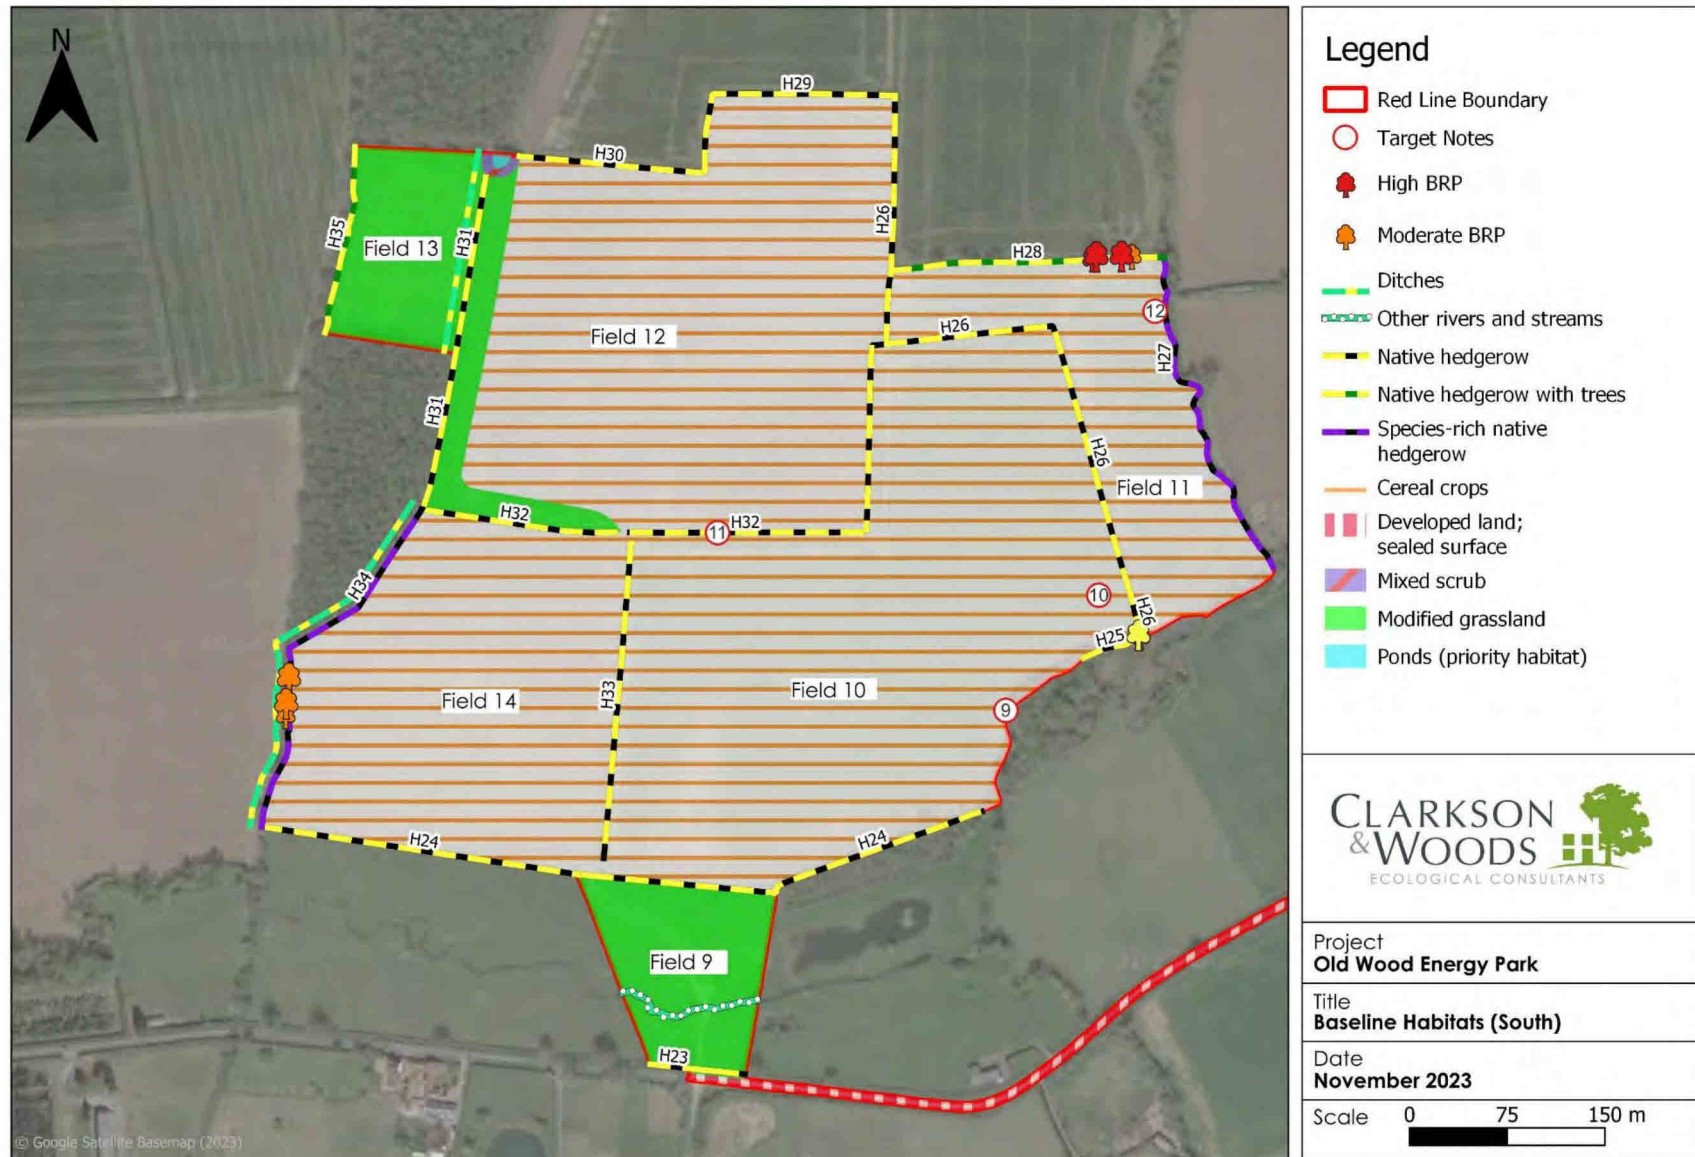 N
H29
H30
H26
H28
H35
Field 13
H31
12
Field 12
H26
H27
H31
H26
Field 11
H32
11
H32
H34
10
H26
H25
H33
Field 14
Field 10
9
H24
H24
Field 9
H23
© Google Satellite Basemap (2023)
Legend
Red Line Boundary
Target Notes
High BRP
Moderate BRP
Ditches
Other rivers and streams
Native hedgerow
Native hedgerow with trees
Species-rich native
hedgerow
Cereal crops
Developed land;
sealed surface
Mixed scrub
Modified grassland
Ponds (priority habitat)
CLARKSON
&WOODS
ECOLOGICAL CONSULTANTS
Project
Old Wood Energy Park
Title
Baseline Habitats (South)
Date
November 2023
Scale 0 75 150 m